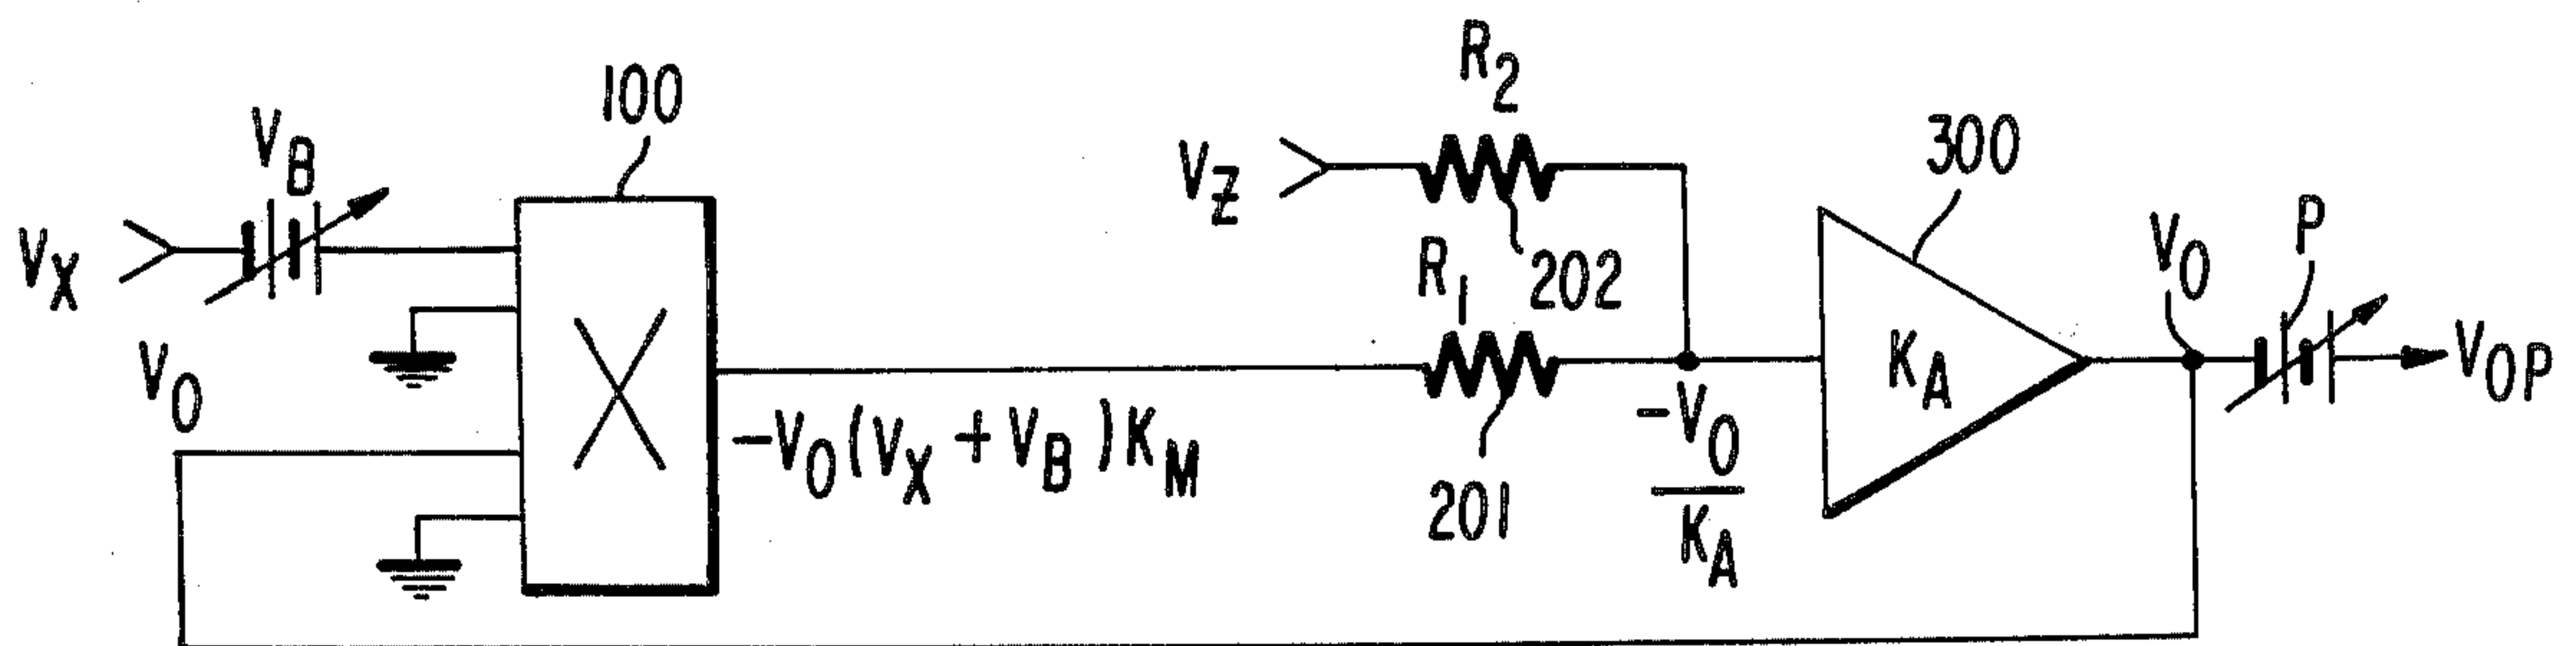 R2
100
VB
300
VZ
VO
P
VX
R1
202
VO
KA
VOP
-VO(VX + VB)KM
-VO
KA
201